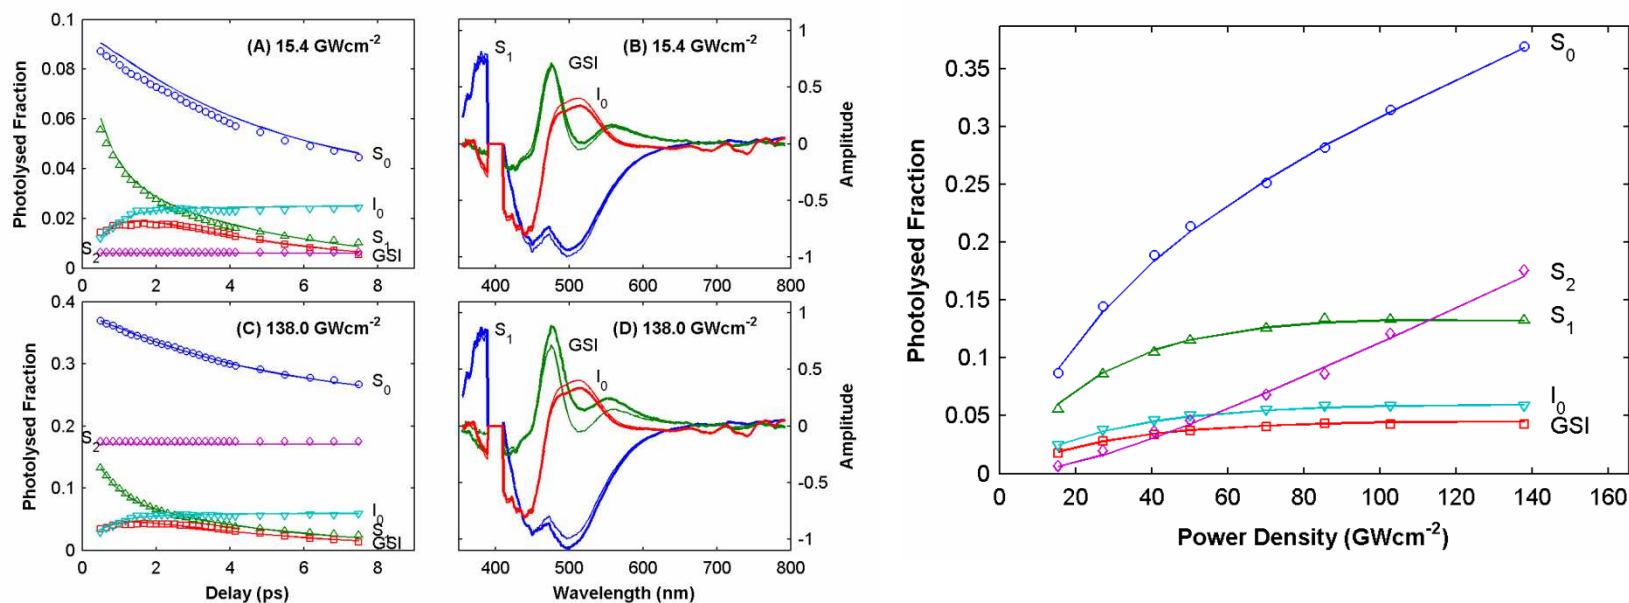 0.1
0.08
0.06
0.04
0.02
0
Photolysed Fraction
(A) 15.4 GWcm-2
S0
I0
S1
GSI
S2
(B) 15.4 GWcm-2
S1
GSI
I0
1
0.5
0
-0.5
-1
Amplitude
400 500 600 700 800
0 2 4 6 8
0.4
0.3
0.2
0.1
0
Photolysed Fraction
(C) 138.0 GWcm-2
S0
S2
I0
S1
GSI
0 2 4 6 8
Delay (ps)
(D) 138.0 GWcm-2
S1
GSI
I0
1
0.5
0
-0.5
-1
Amplitude
400 500 600 700 800
Wavelength (nm)
0.35
0.3
0.25
0.2
0.15
0.1
0.05
0
Photolysed Fraction
S0
S2
S1
I0
GSI
0 20 40 60 80 100 120 140 160
Power Density (GWcm-2)